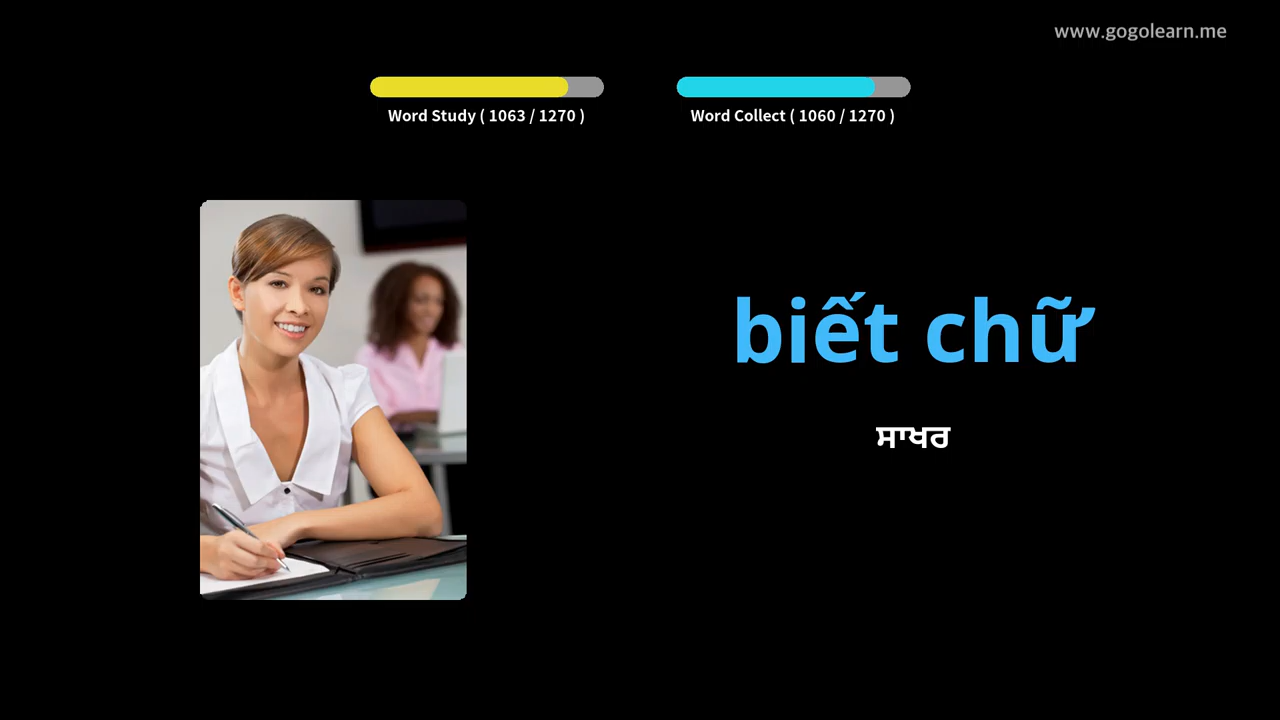 www.gogolearn.me
Word Study ( 1063 / 1270 )
Word Collect ( 1060 / 1270 )
biết chữ
ਸਾਖਰ